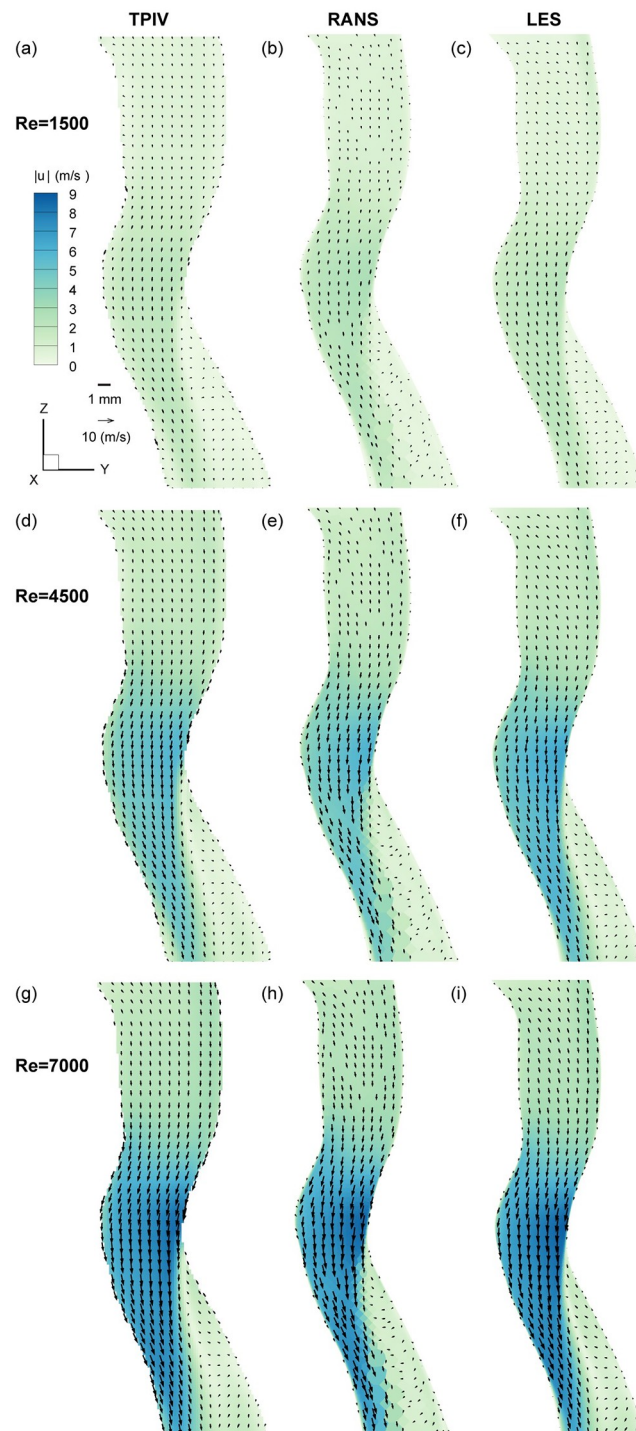 TPIV RANS LES
(a) (b) (c)
Re=1500
|u| (m/s)
9
8
7
6
5
4
3
2
1
0
1 mm
Z
10 (m/s)
X Y
(d) (e) (f)
Re=4500
(g) (h) (i)
Re=7000